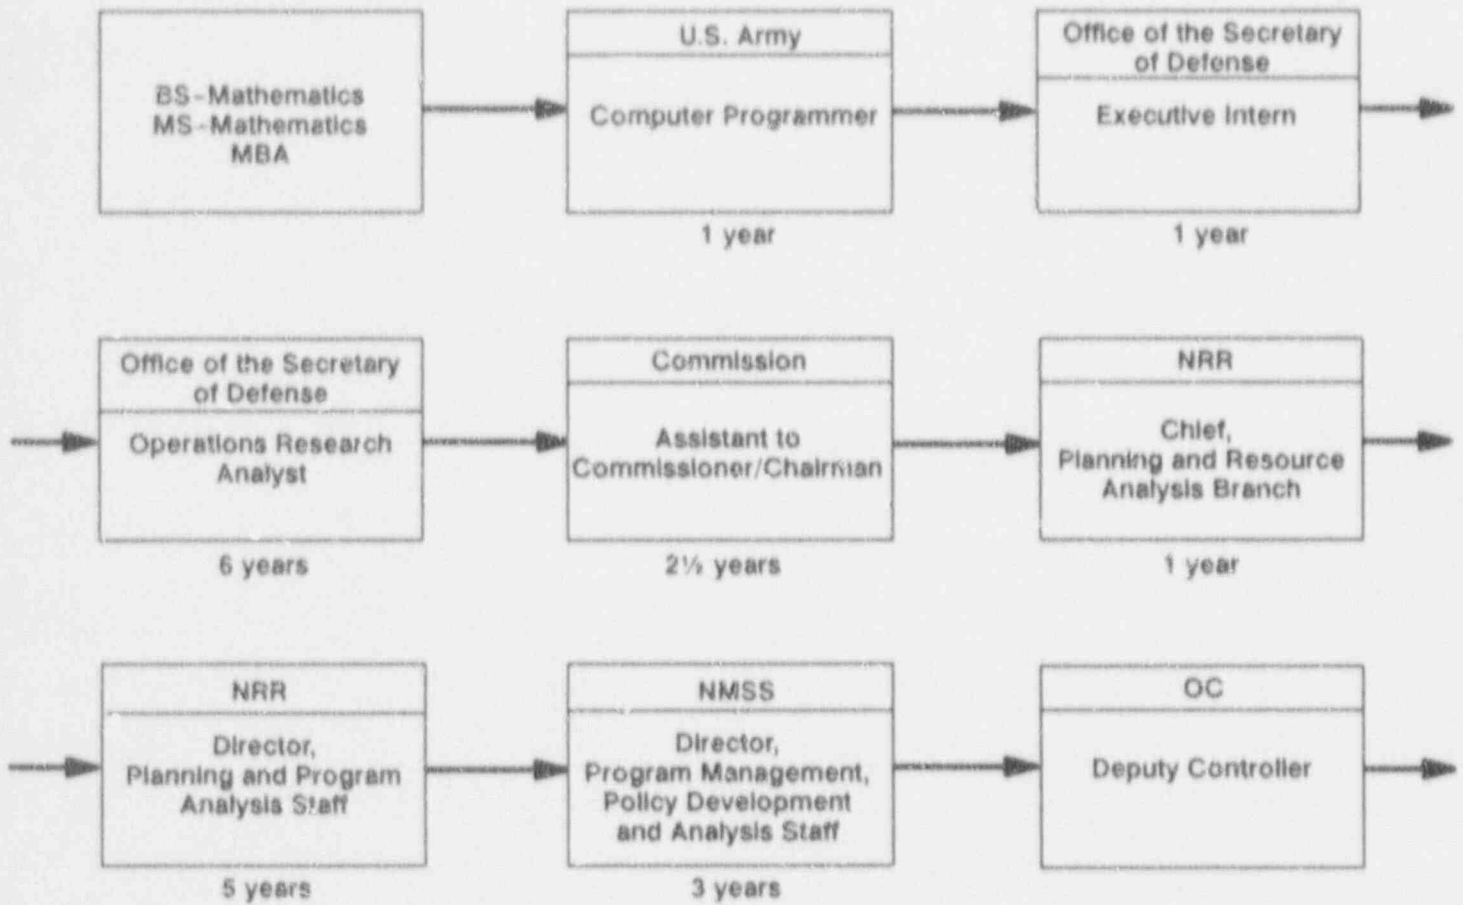 BS-Mathematics
MS-Mathematics
MBA
U.S. Army
Computer Programmer
1 year
Office of the Secretary
of Defense
Executive Intern
1 year
Office of the Secretary
of Defense
Operations Research
Analyst
6 years
Commission
Assistant to
Commissioner/Chairman
2½ years
NRR
Chief,
Planning and Resource
Analysis Branch
1 year
NRR
Director,
Planning and Program
Analysis Staff
5 years
NMSS
Director,
Program Management,
Policy Development
and Analysis Staff
3 years
OC
Deputy Controller